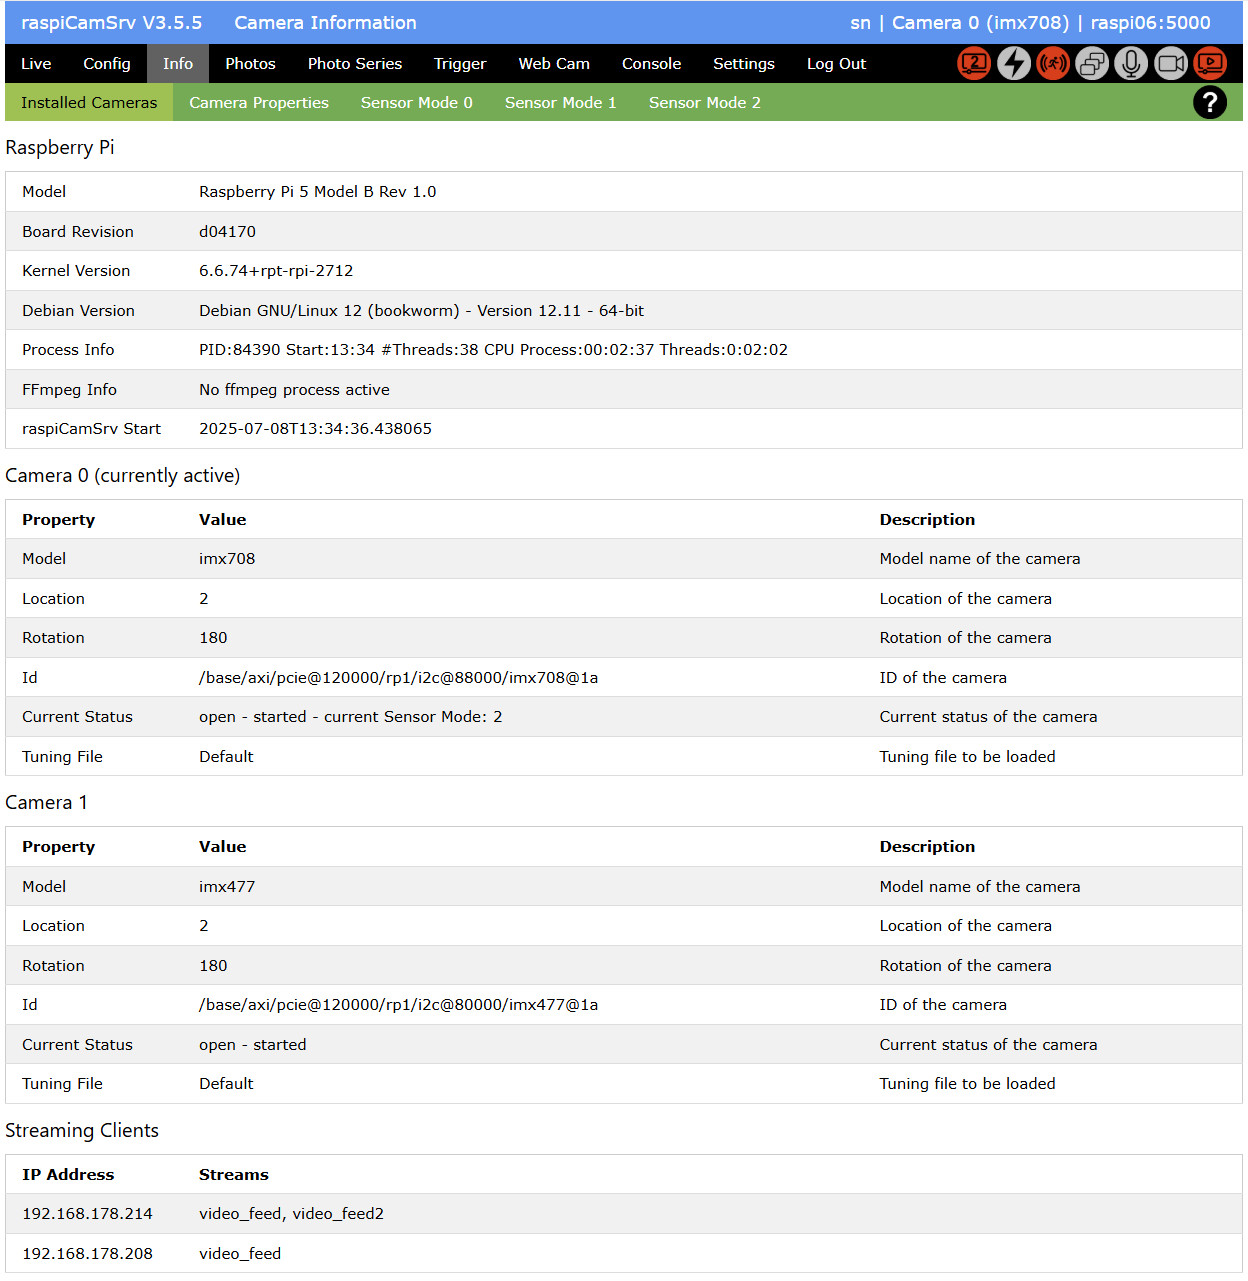 raspiCamSrv V3.5.5 Camera Information sn | Camera 0 (imx708) | raspi06:5000
Live Config Info Photos Photo Series Trigger Web Cam Console Settings Log Out 2
Installed Cameras Camera Properties Sensor Mode 0 Sensor Mode 1 Sensor Mode 2 ?
Raspberry Pi
Model Raspberry Pi 5 Model B Rev 1.0
Board Revision d04170
Kernel Version 6.6.74+rpt-rpi-2712
Debian Version Debian GNU/Linux 12 (bookworm) - Version 12.11 - 64-bit
Process Info PID:84390 Start:13:34 #Threads:38 CPU Process:00:02:37 Threads:0:02:02
FFmpeg Info No ffmpeg process active
raspiCamSrv Start 2025-07-08T13:34:36.438065
Camera 0 (currently active)
Property Value Description
Model imx708 Model name of the camera
Location 2 Location of the camera
Rotation 180 Rotation of the camera
Id /base/axi/pcie@120000/rp1/i2c@88000/imx708@1a ID of the camera
Current Status open - started - current Sensor Mode: 2 Current status of the camera
Tuning File Default Tuning file to be loaded
Camera 1
Property Value Description
Model imx477 Model name of the camera
Location 2 Location of the camera
Rotation 180 Rotation of the camera
Id /base/axi/pcie@120000/rp1/i2c@80000/imx477@1a ID of the camera
Current Status open - started Current status of the camera
Tuning File Default Tuning file to be loaded
Streaming Clients
IP Address Streams
192.168.178.214 video_feed, video_feed2
192.168.178.208 video_feed